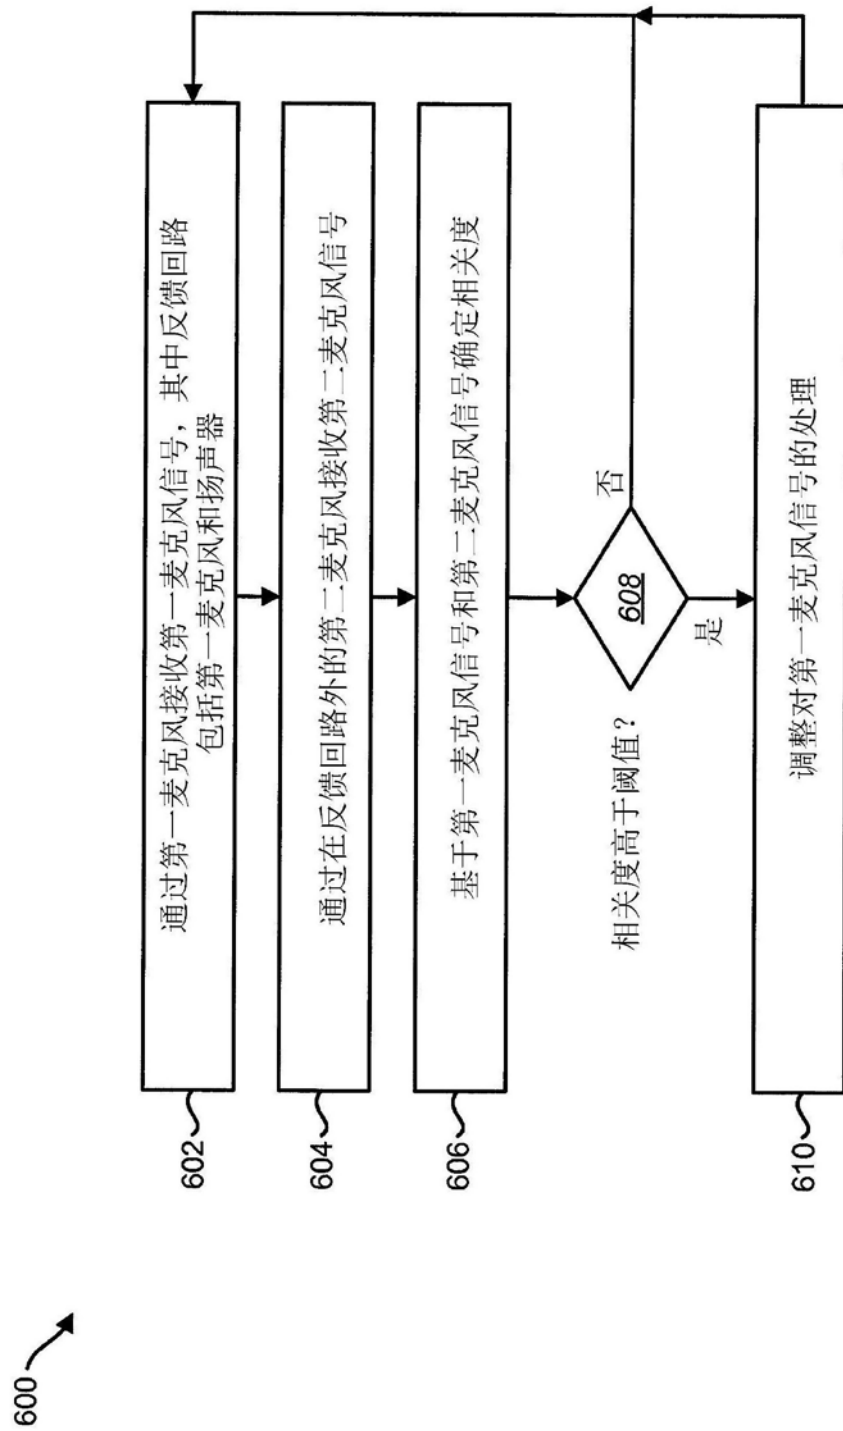 600
602
通过第一麦克风接收第一麦克风信号，其中反馈回路
包括第一麦克风和扬声器
604
通过在反馈回路外的第二麦克风接收第二麦克风信号
606
基于第一麦克风信号和第二麦克风信号确定相关度
相关度高于阈值？
608
否
是
610
调整对第一麦克风信号的处理